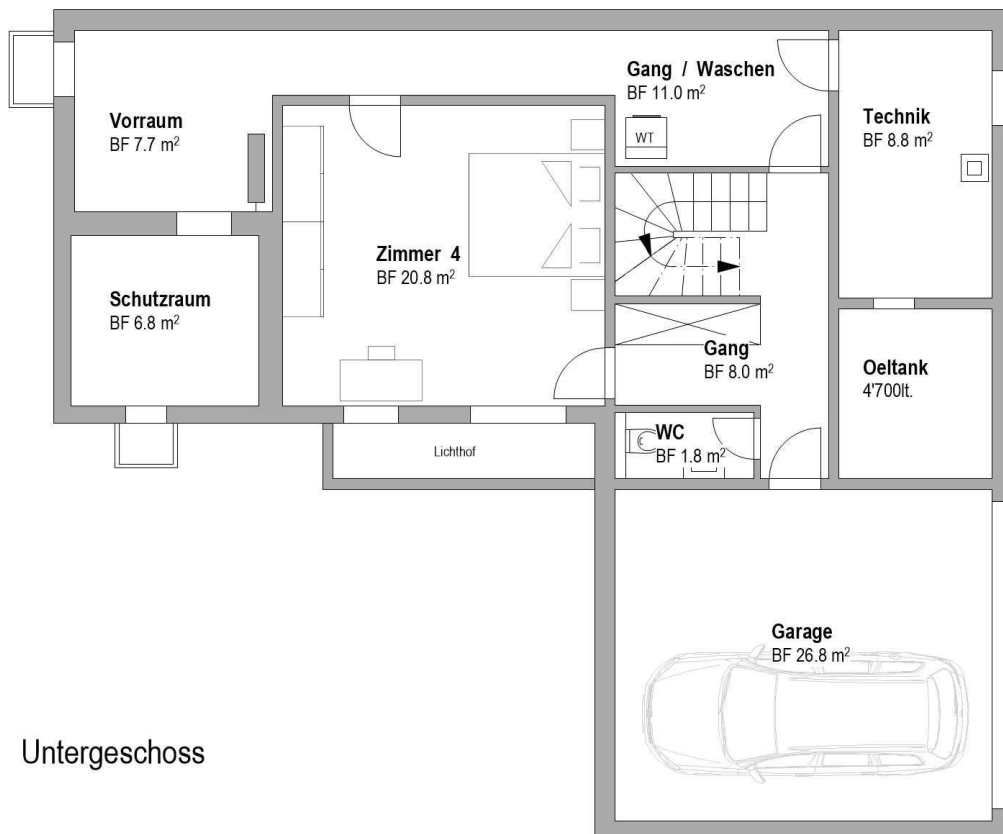 Gang / Waschen
BF 11.0 m²
WT
Vorraum
BF 7.7 m²
Technik
BF 8.8 m²
Zimmer 4
BF 20.8 m²
Schutzraum
BF 6.8 m²
Gang
BF 8.0 m²
Oeltank
4'700lt.
WC
BF 1.8 m²
Lichthof
Garage
BF 26.8 m²
Untergeschoss